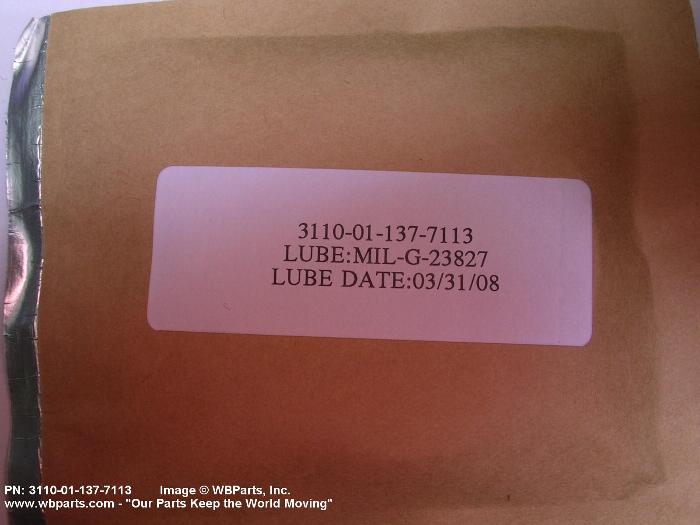 3110-01-137-7113
LUBE:MIL-G-23827
LUBE DATE:03/31/08
PN: 3110-01-137-7113 Image © WBParts, Inc.
www.wbparts.com - "Our Parts Keep the World Moving"